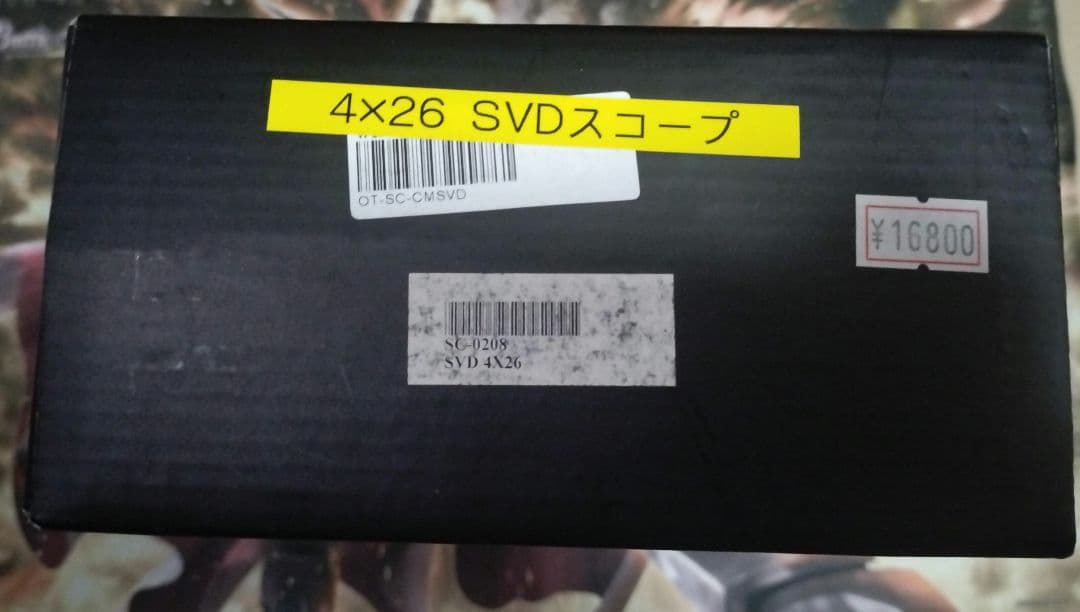 4×26 SVDスコープ
OT-SC-CMSVD
¥16800
SC-0208
SVD 4X26